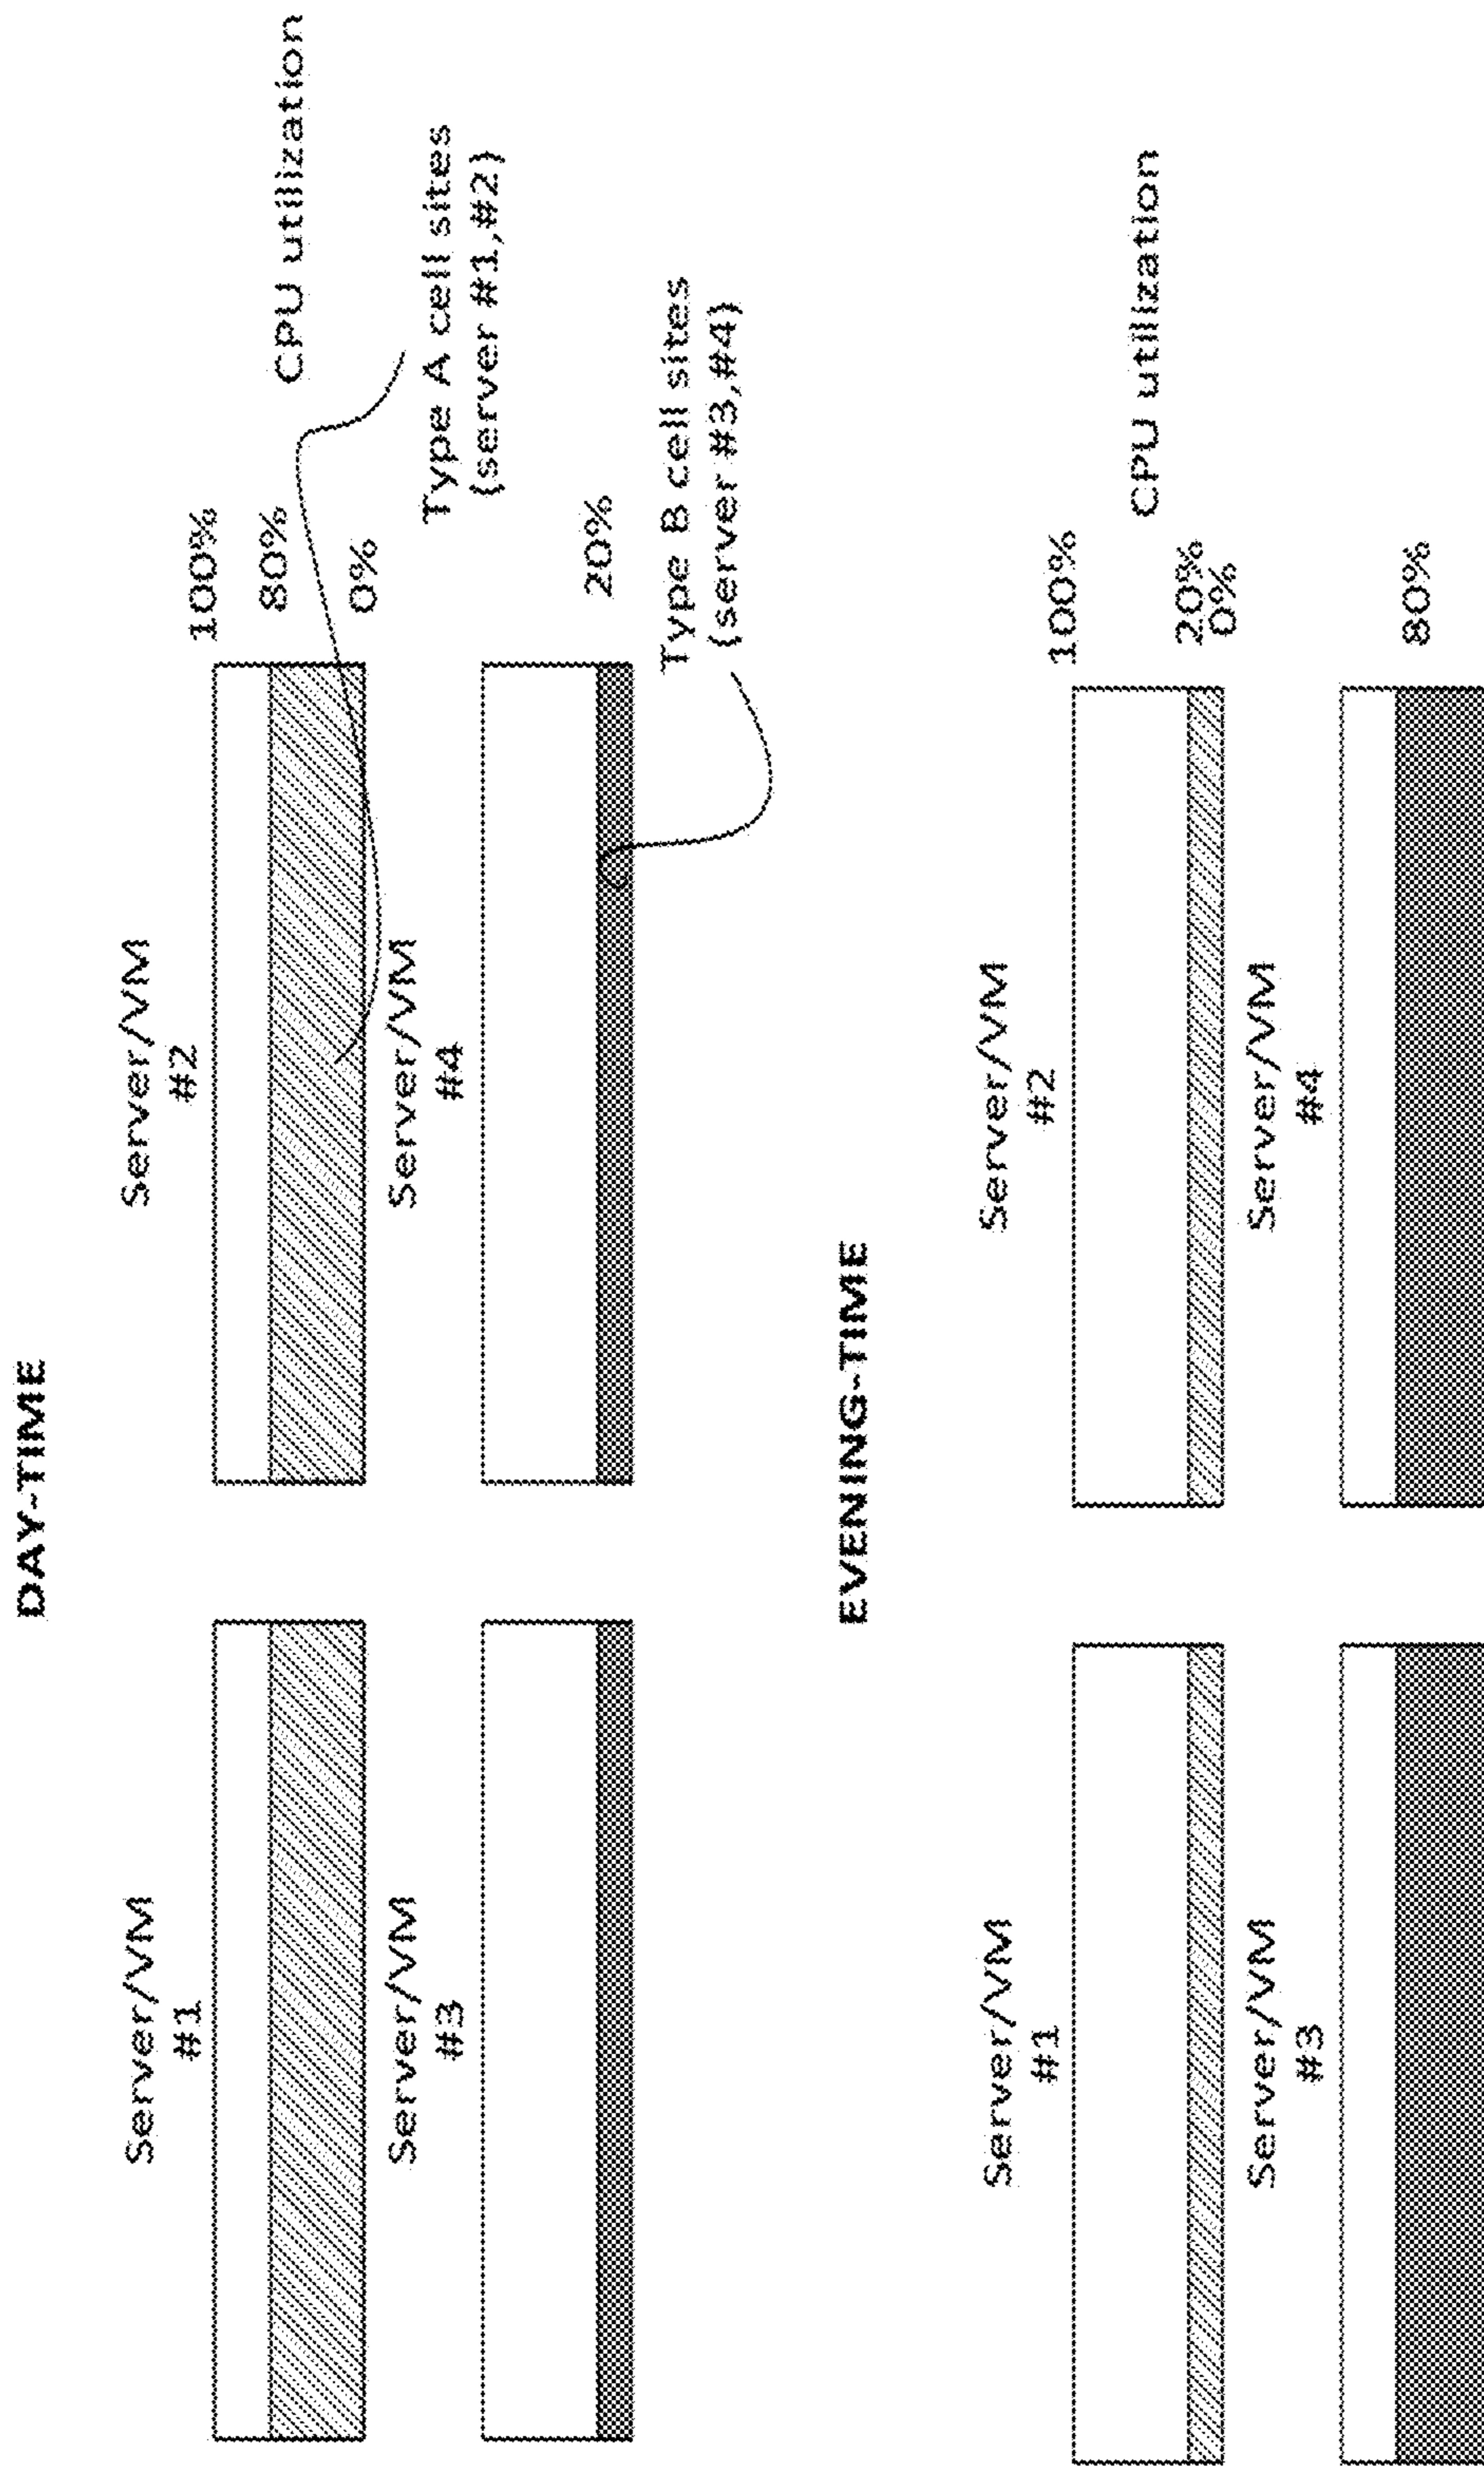 DAY-TIME
Server/VM
#1
Server/VM
#2
100%
80%
0%
CPU utilization
Type A cell sites
(server #1,#2)
Server/VM
#3
Server/VM
#4
20%
Type B cell sites
(server #3,#4)
EVENING-TIME
Server/VM
#1
Server/VM
#2
100%
20%
0%
CPU utilization
Server/VM
#3
Server/VM
#4
80%